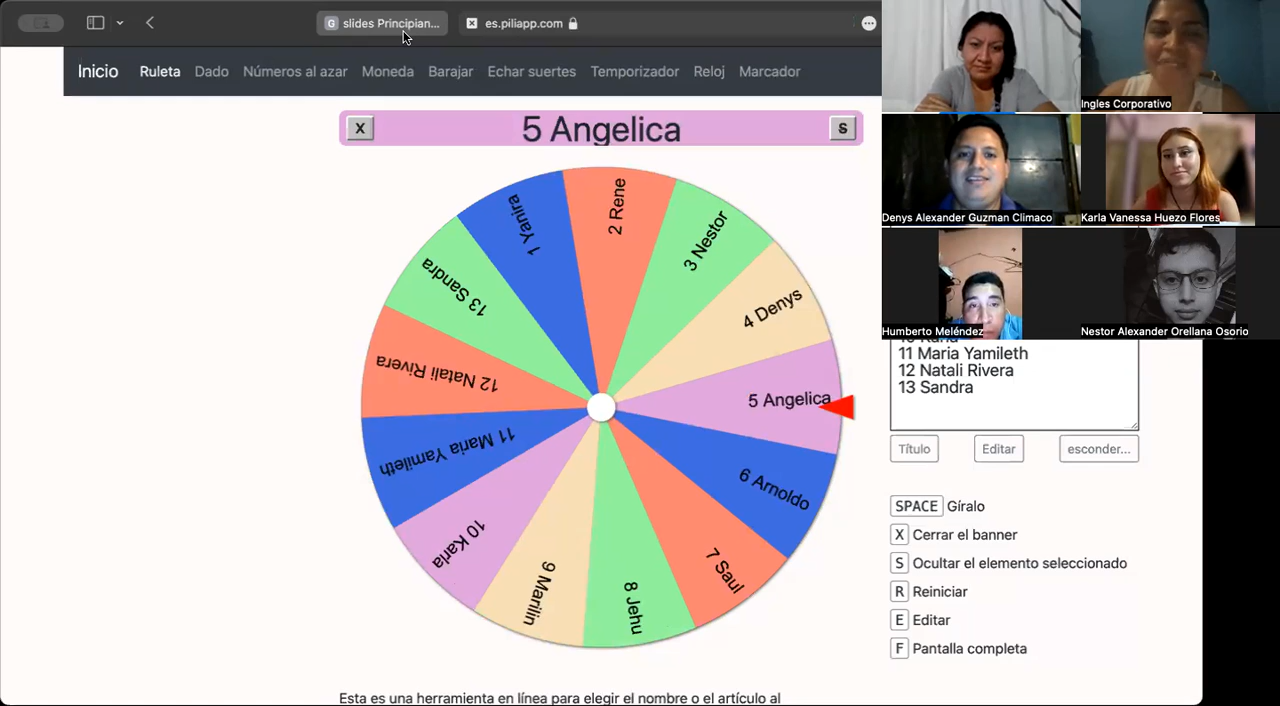 slides Principian...
es.piliapp.com
Inicio
Ruleta
Dado
Números al azar
Moneda
Barajar
Echar suertes
Temporizador
Reloj
Marcador
X
5 Angelica
S
1 Yanira
2 Rene
3 Nestor
4 Denys
5 Angelica
6 Arnoldo
7 Saul
8 Jehu
9 Marilin
10 Karla
11 Maria Yamileth
12 Natali Rivera
13 Sandra
Ingles Corporativo
Denys Alexander Guzman Climaco
Karla Vanessa Huezo Flores
Humberto Meléndez
Nestor Alexander Orellana Osorio
10 Karla
11 Maria Yamileth
12 Natali Rivera
13 Sandra
Título
Editar
esconder...
SPACE Gíralo
X Cerrar el banner
S Ocultar el elemento seleccionado
R Reiniciar
E Editar
F Pantalla completa
Esta es una herramienta en línea para elegir el nombre o el artículo al